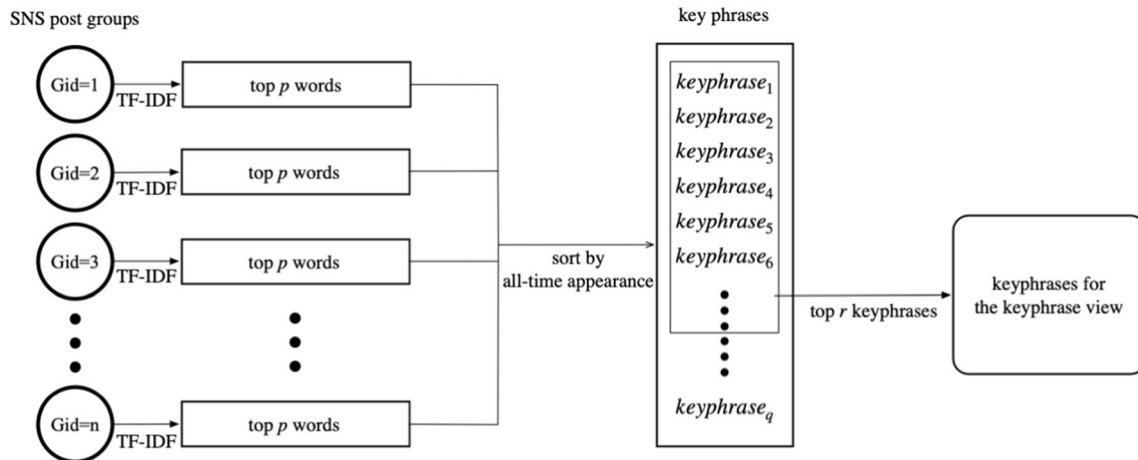 SNS post groups
key phrases
Gid=1
TF-IDF
top p words
Gid=2
TF-IDF
top p words
Gid=3
TF-IDF
top p words
Gid=n
TF-IDF
top p words
sort by
all-time appearance
keyphrase₁
keyphrase₂
keyphrase₃
keyphrase₄
keyphrase₅
keyphrase₆
keyphrase_q
top r keyphrases
keyphrases for
the keyphrase view